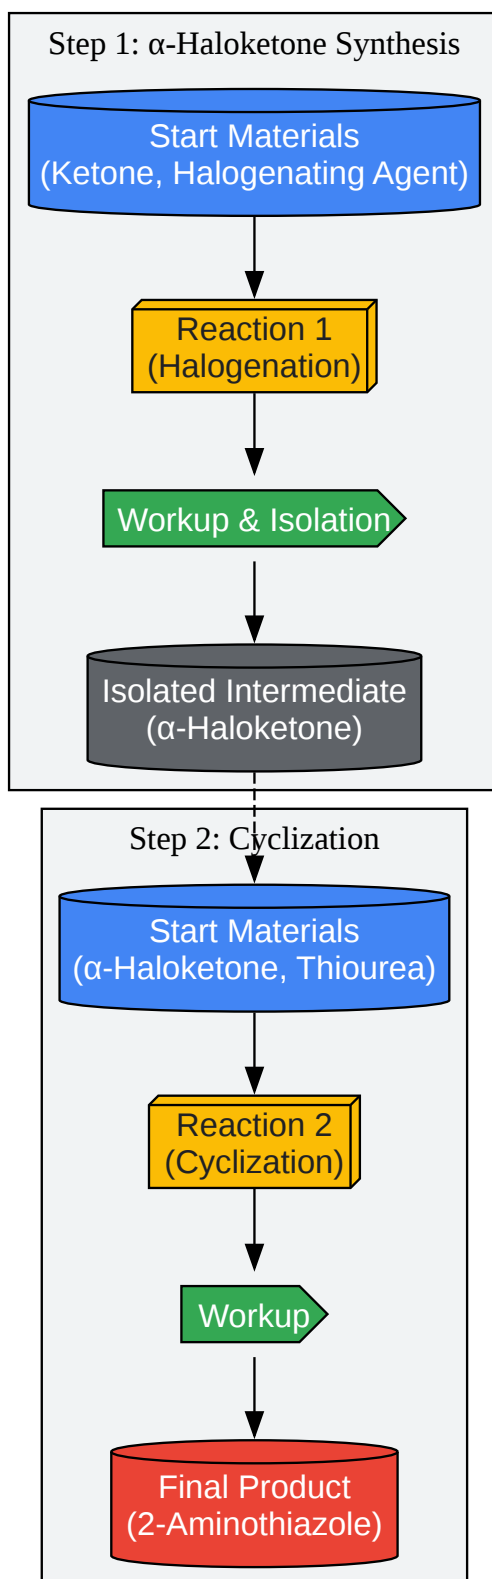 Step 1: α-Haloketone Synthesis
Start Materials
(Ketone, Halogenating Agent)
Reaction 1
(Halogenation)
Workup & Isolation
Isolated Intermediate
(α-Haloketone)
Step 2: Cyclization
Start Materials
(α-Haloketone, Thiourea)
Reaction 2
(Cyclization)
Workup
Final Product
(2-Aminothiazole)